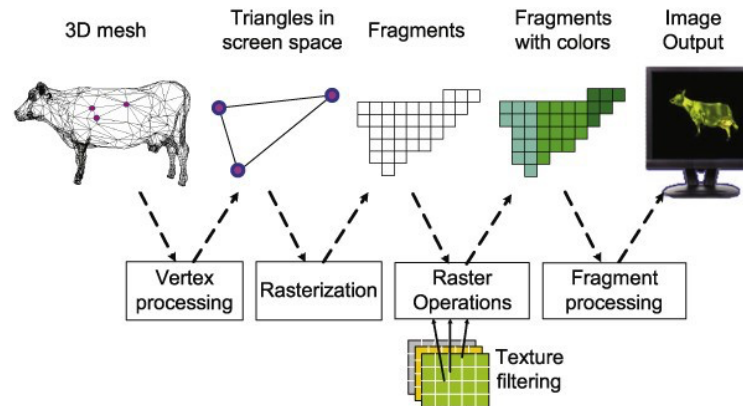 3D mesh
Triangles in
screen space
Fragments
Fragments
with colors
Image
Output
Vertex
processing
Rasterization
Raster
Operations
Fragment
processing
Texture
filtering